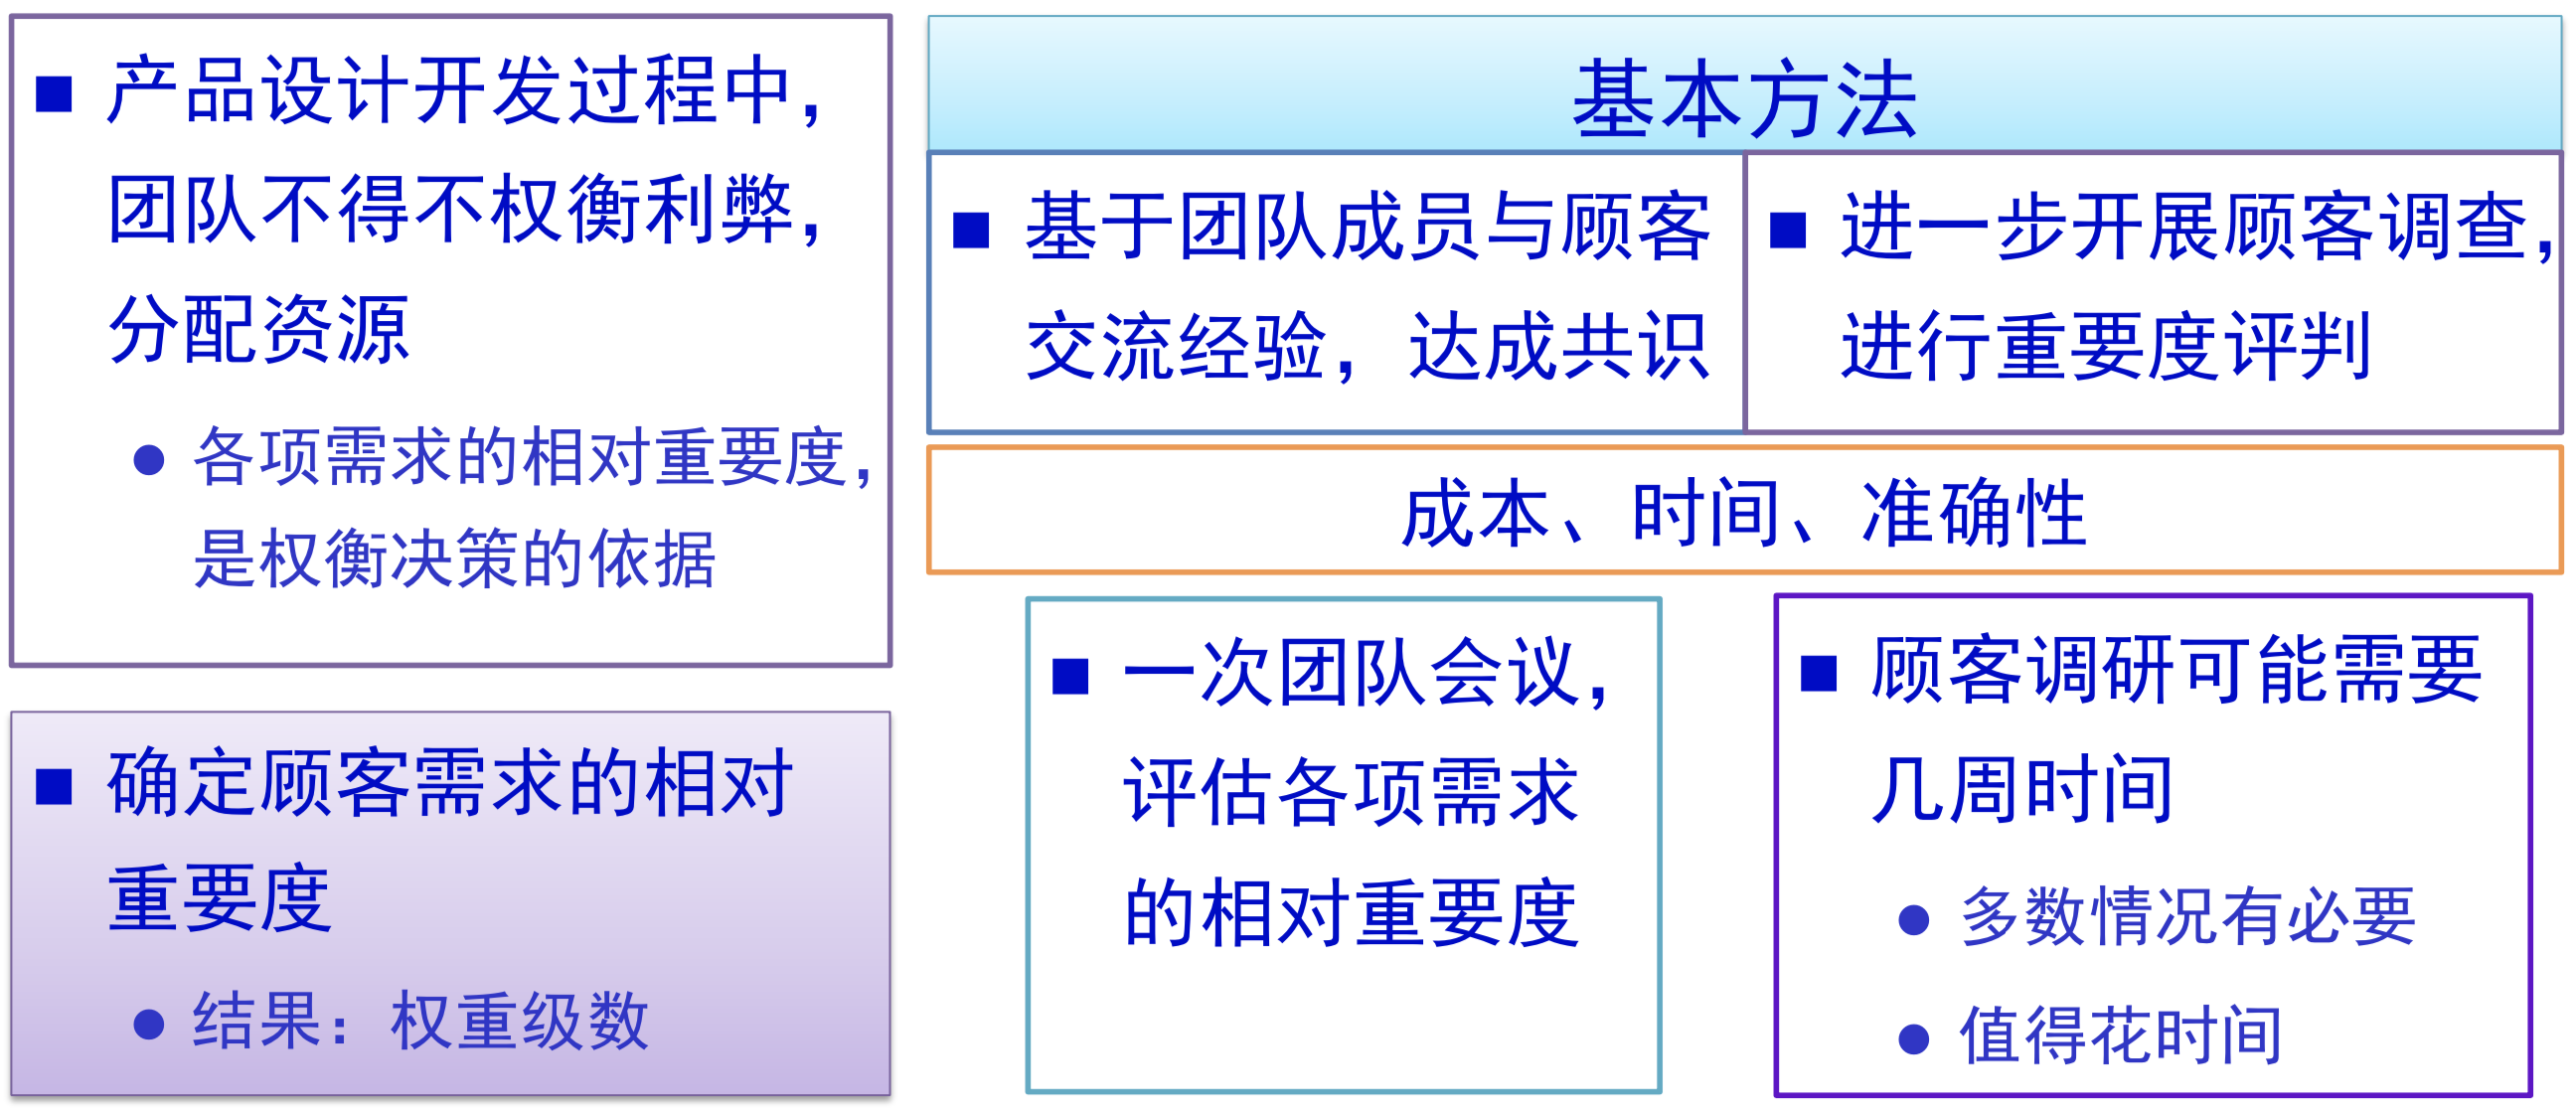 ■ 产品设计开发过程中，
团队不得不权衡利弊，
分配资源
● 各项需求的相对重要度，
是权衡决策的依据
■ 确定顾客需求的相对
重要度
● 结果：权重级数
基本方法
■ 基于团队成员与顾客
交流经验，达成共识
■ 进一步开展顾客调查，
进行重要度评判
成本、时间、准确性
■ 一次团队会议，
评估各项需求
的相对重要度
■ 顾客调研可能需要
几周时间
● 多数情况有必要
● 值得花时间